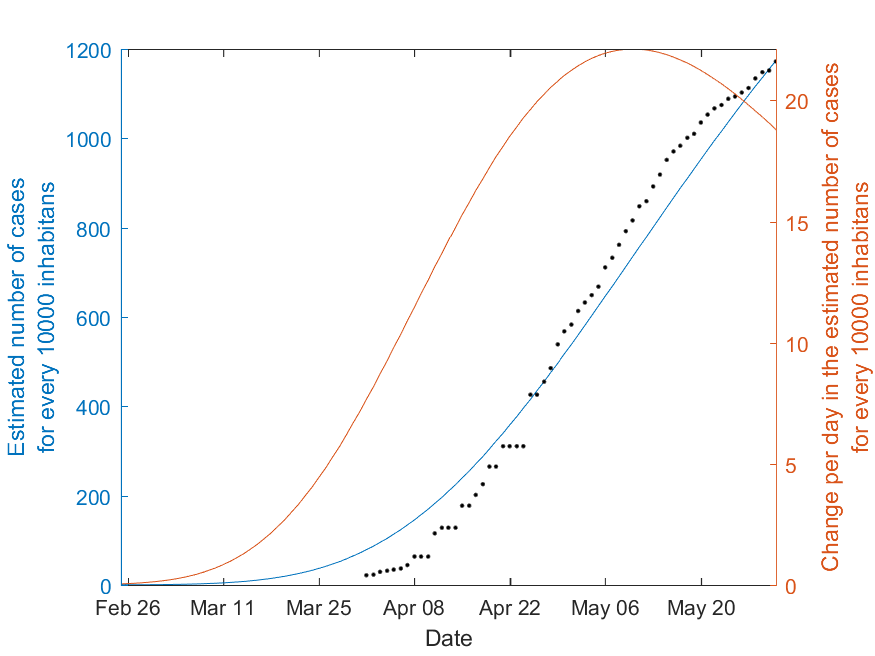 Estimated number of cases
for every 10000 inhabitans
1200
1000
800
600
400
200
0
Feb 26
Mar 11
Mar 25
Apr 08
Apr 22
May 06
May 20
Date
20
15
10
5
0
Change per day in the estimated number of cases
for every 10000 inhabitans